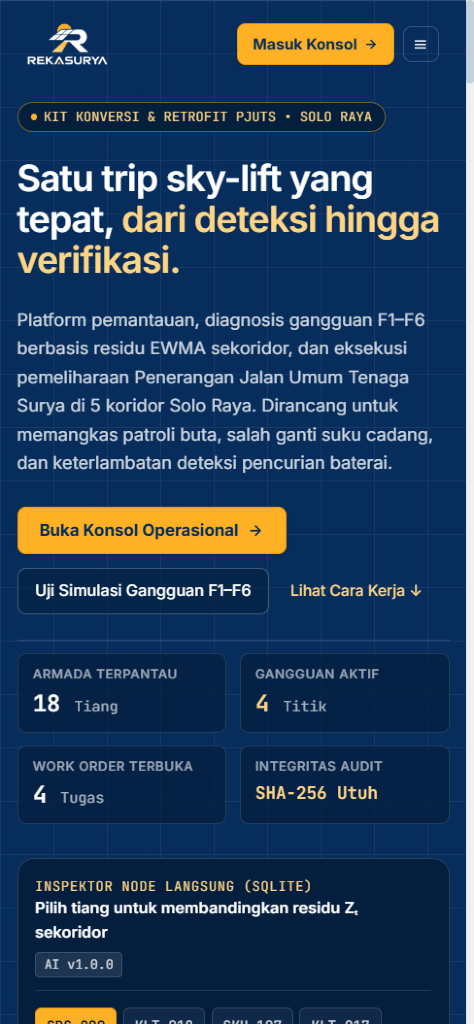 REKASURYA
Masuk Konsol →
KIT KONVERSI & RETROFIT PJUTS • SOLO RAYA
Satu trip sky-lift yang
tepat, dari deteksi hingga
verifikasi.
Platform pemantauan, diagnosis gangguan F1–F6
berbasis residu EWMA sekoridor, dan eksekusi
pemeliharaan Penerangan Jalan Umum Tenaga
Surya di 5 koridor Solo Raya. Dirancang untuk
memangkas patroli buta, salah ganti suku cadang,
dan keterlambatan deteksi pencurian baterai.
Buka Konsol Operasional →
Uji Simulasi Gangguan F1–F6
Lihat Cara Kerja ↓
ARMADA TERPANTAU
18 Tiang
GANGGUAN AKTIF
4 Titik
WORK ORDER TERBUKA
4 Tugas
INTEGRITAS AUDIT
SHA-256 Utuh
INSPEKTOR NODE LANGSUNG (SQLITE)
Pilih tiang untuk membandingkan residu Zₜ
sekoridor
AI v1.0.0